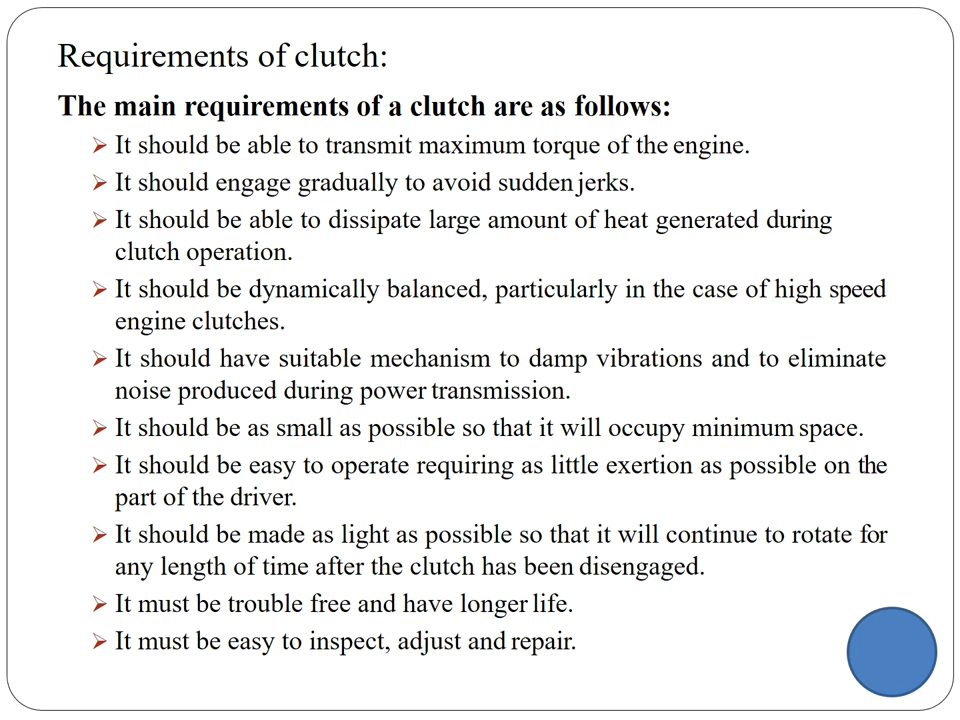 Requirements of clutch:
The main requirements of a clutch are as follows:
It should be able to transmit maximum torque of the engine.
It should engage gradually to avoid sudden jerks.
It should be able to dissipate large amount of heat generated during
clutch operation.
It should be dynamically balanced, particularly in the case of high speed
engine clutches.
It should have suitable mechanism to damp vibrations and to eliminate
noise produced during power transmission.
It should be as small as possible so that it will occupy minimum space.
It should be easy to operate requiring as little exertion as possible on the
part of the driver.
It should be made as light as possible so that it will continue to rotate for
any length of time after the clutch has been disengaged.
It must be trouble free and have longer life.
It must be easy to inspect, adjust and repair.